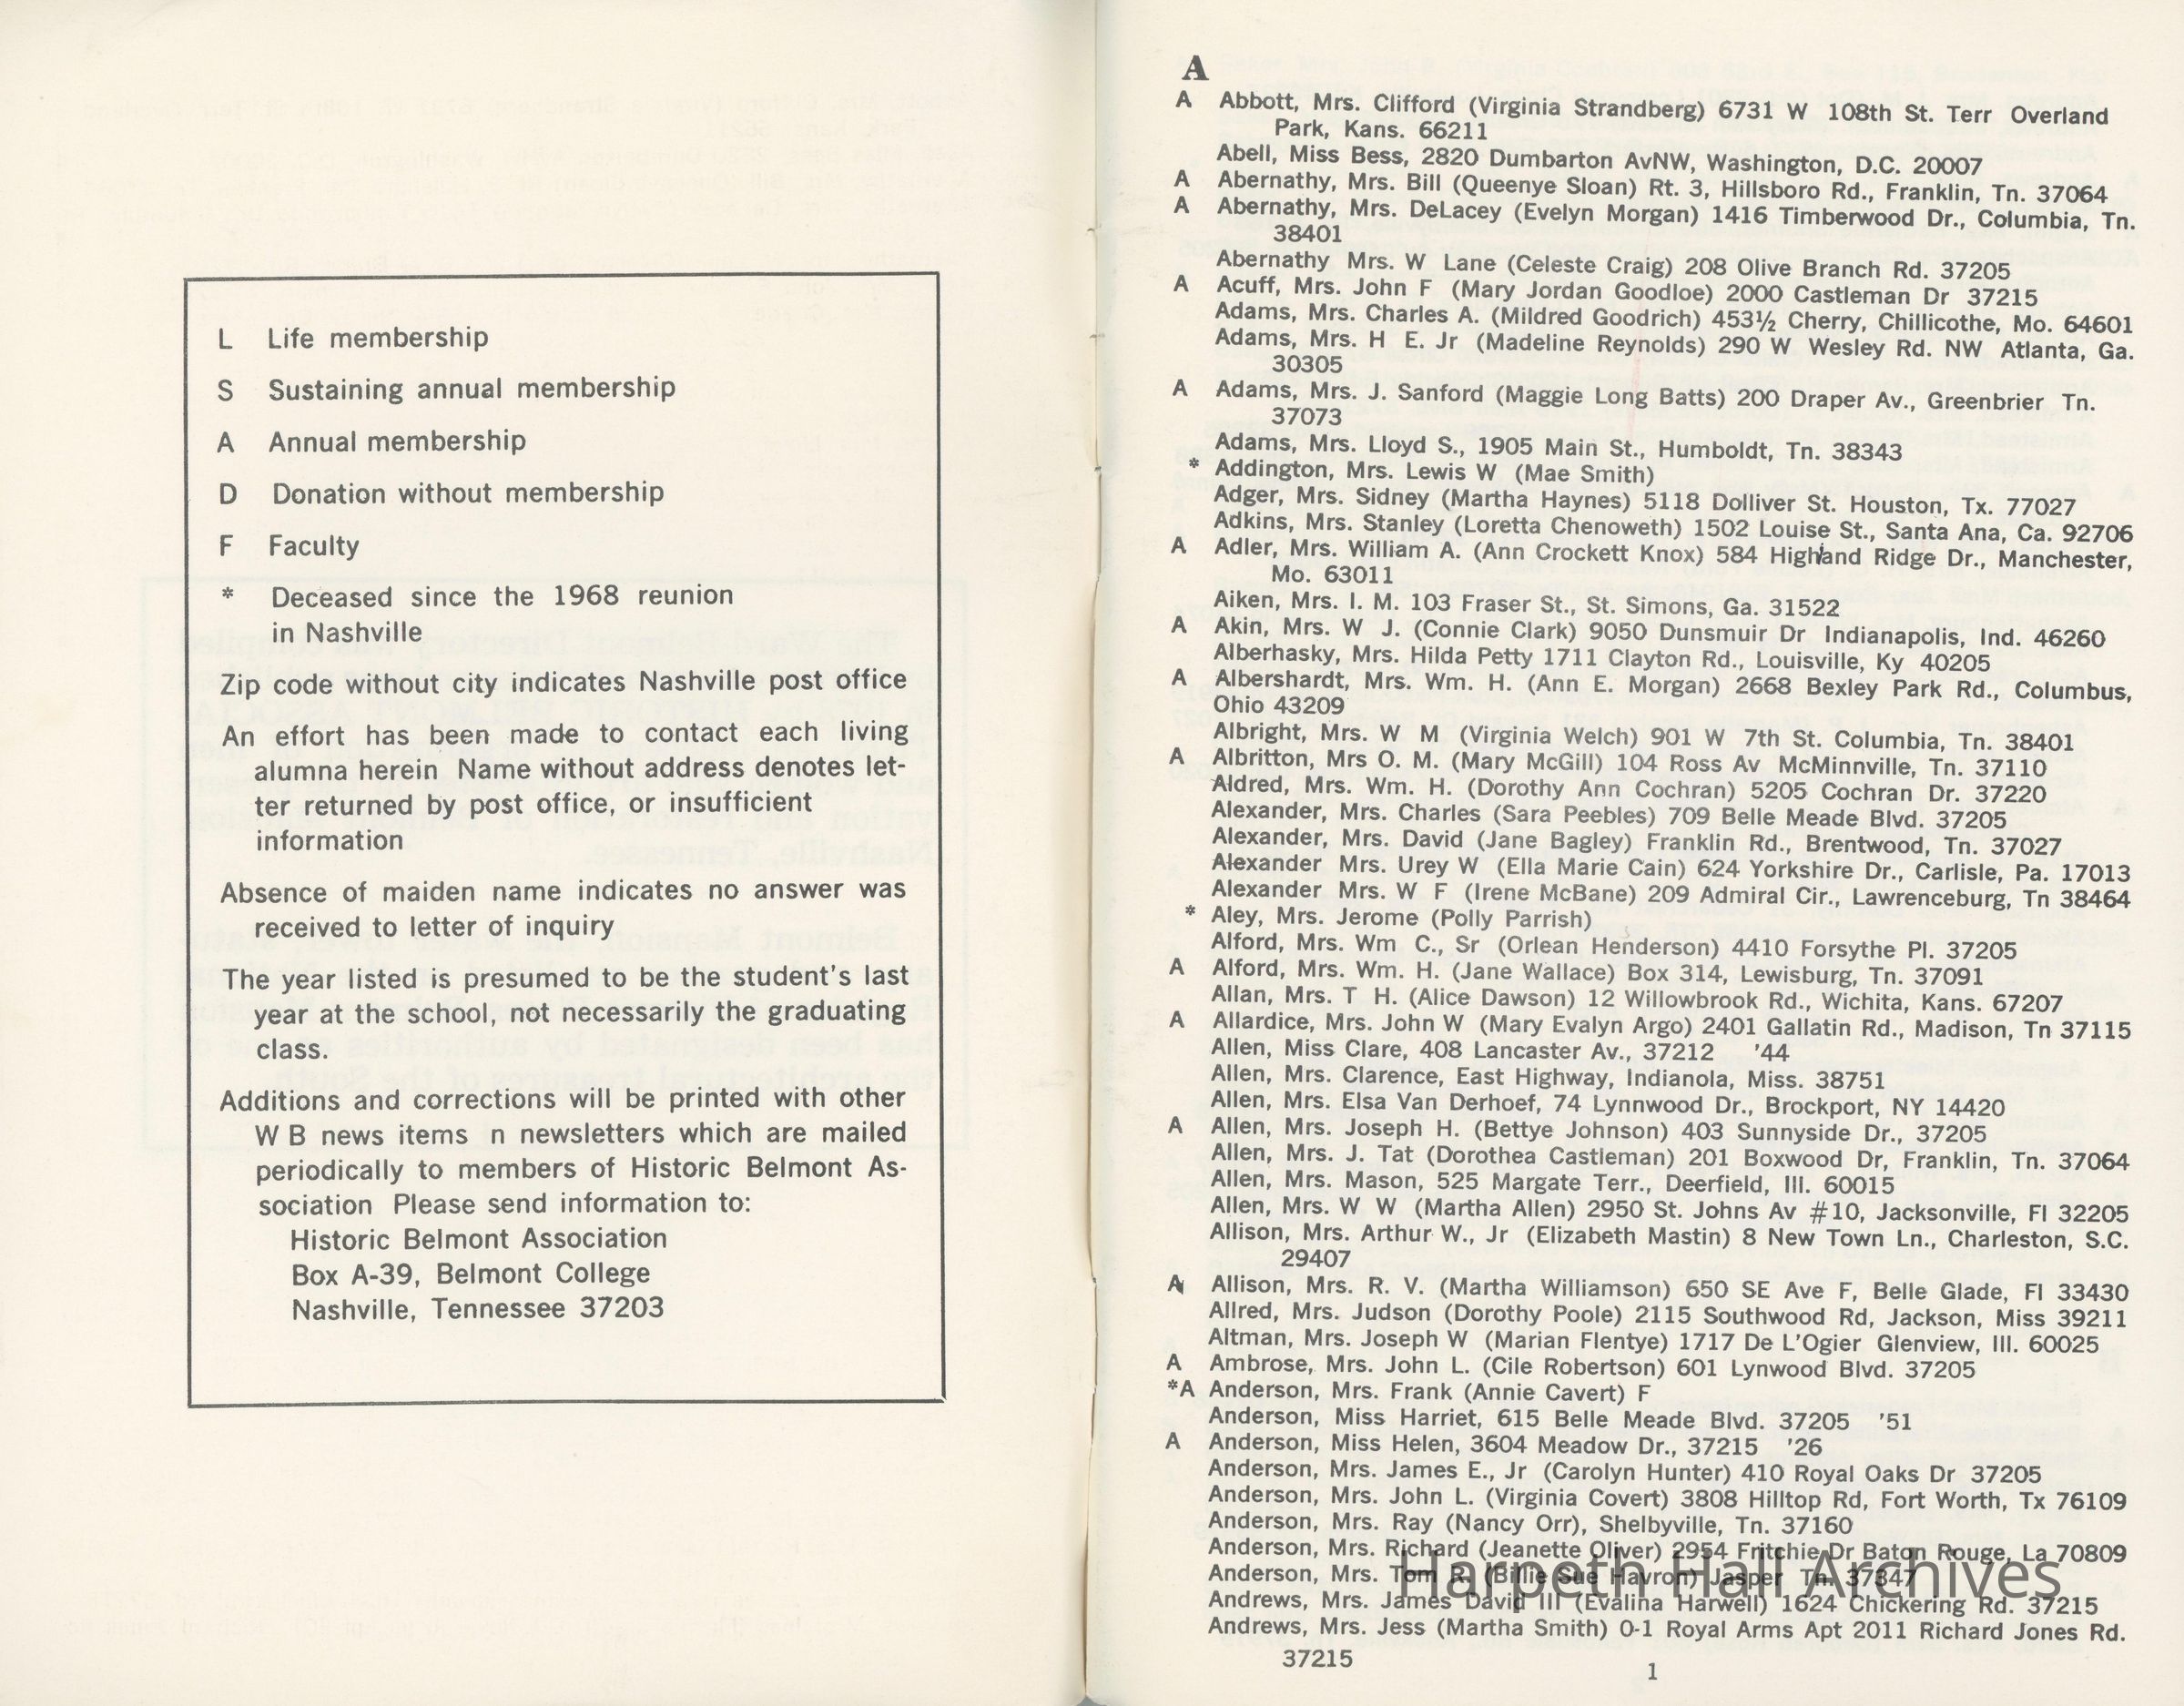 L Life membership
S Sustaining annual membership
A Annual membership
D Donation without membership
F Faculty
* Deceased since the 1968 reunion
in Nashville
Zip code without city indicates Nashville post office
An effort has been made to contact each living
alumna herein Name without address denotes let-
ter returned by post office, or insufficient
information
Absence of maiden name indicates no answer was
received to letter of inquiry
The year listed is presumed to be the student's last
year at the school, not necessarily the graduating
class.
Additions and corrections will be printed with other
W B news items n newsletters which are mailed
periodically to members of Historic Belmont As-
sociation Please send information to:
Historic Belmont Association
Box A-39, Belmont College
Nashville, Tennessee 37203
A
A Abbott, Mrs. Clifford (Virginia Strandberg) 6731 W 108th St. Terr Overland
Park, Kans. 66211
Abell, Miss Bess, 2820 Dumbarton AvNW, Washington, D.C. 20007
A Abernathy, Mrs. Bill (Queenye Sloan) Rt. 3, Hillsboro Rd., Franklin, Tn. 37064
A Abernathy, Mrs. DeLacey (Evelyn Morgan) 1416 Timberwood Dr., Columbia, Tn.
38401
Abernathy Mrs. W Lane (Celeste Craig) 208 Olive Branch Rd. 37205
A Acuff, Mrs. John F (Mary Jordan Goodloe) 2000 Castleman Dr 37215
Adams, Mrs. Charles A. (Mildred Goodrich) 453½ Cherry, Chillicothe, Mo. 64601
Adams, Mrs. H E. Jr (Madeline Reynolds) 290 W Wesley Rd. NW Atlanta, Ga.
30305
A Adams, Mrs. J. Sanford (Maggie Long Batts) 200 Draper Av., Greenbrier Tn.
37073
Adams, Mrs. Lloyd S., 1905 Main St., Humboldt, Tn. 38343
* Addington, Mrs. Lewis W (Mae Smith)
Adger, Mrs. Sidney (Martha Haynes) 5118 Dolliver St. Houston, Tx. 77027
Adkins, Mrs. Stanley (Loretta Chenoweth) 1502 Louise St., Santa Ana, Ca. 92706
A Adler, Mrs. William A. (Ann Crockett Knox) 584 Highland Ridge Dr., Manchester,
Mo. 63011
Aiken, Mrs. I. M. 103 Fraser St., St. Simons, Ga. 31522
A Akin, Mrs. W J. (Connie Clark) 9050 Dunsmuir Dr Indianapolis, Ind. 46260
Alberhasky, Mrs. Hilda Petty 1711 Clayton Rd., Louisville, Ky 40205
A Albershardt, Mrs. Wm. H. (Ann E. Morgan) 2668 Bexley Park Rd., Columbus,
Ohio 43209
Albright, Mrs. W M (Virginia Welch) 901 W 7th St. Columbia, Tn. 38401
A Albritton, Mrs O. M. (Mary McGill) 104 Ross Av McMinnville, Tn. 37110
Aldred, Mrs. Wm. H. (Dorothy Ann Cochran) 5205 Cochran Dr. 37220
Alexander, Mrs. Charles (Sara Peebles) 709 Belle Meade Blvd. 37205
Alexander, Mrs. David (Jane Bagley) Franklin Rd., Brentwood, Tn. 37027
Alexander Mrs. Urey W (Ella Marie Cain) 624 Yorkshire Dr., Carlisle, Pa. 17013
Alexander Mrs. W F (Irene McBane) 209 Admiral Cir., Lawrenceburg, Tn 38464
* Aley, Mrs. Jerome (Polly Parrish)
Alford, Mrs. Wm C., Sr (Orlean Henderson) 4410 Forsythe Pl. 37205
A Alford, Mrs. Wm. H. (Jane Wallace) Box 314, Lewisburg, Tn. 37091
Allan, Mrs. T H. (Alice Dawson) 12 Willowbrook Rd., Wichita, Kans. 67207
A Allardice, Mrs. John W (Mary Evalyn Argo) 2401 Gallatin Rd., Madison, Tn 37115
Allen, Miss Clare, 408 Lancaster Av., 37212 '44
Allen, Mrs. Clarence, East Highway, Indianola, Miss. 38751
Allen, Mrs. Elsa Van Derhoef, 74 Lynnwood Dr., Brockport, NY 14420
A Allen, Mrs. Joseph H. (Bettye Johnson) 403 Sunnyside Dr., 37205
Allen, Mrs. J. Tat (Dorothea Castleman) 201 Boxwood Dr, Franklin, Tn. 37064
Allen, Mrs. Mason, 525 Margate Terr., Deerfield, Ill. 60015
Allen, Mrs. W W (Martha Allen) 2950 St. Johns Av #10, Jacksonville, Fl 32205
Allison, Mrs. Arthur W., Jr (Elizabeth Mastin) 8 New Town Ln., Charleston, S.C.
29407
A Allison, Mrs. R. V. (Martha Williamson) 650 SE Ave F, Belle Glade, Fl 33430
Allred, Mrs. Judson (Dorothy Poole) 2115 Southwood Rd, Jackson, Miss 39211
Altman, Mrs. Joseph W (Marian Flentye) 1717 De L'Ogier Glenview, Ill. 60025
A Ambrose, Mrs. John L. (Cile Robertson) 601 Lynwood Blvd. 37205
*A Anderson, Mrs. Frank (Annie Cavert) F
Anderson, Miss Harriet, 615 Belle Meade Blvd. 37205 '51
A Anderson, Miss Helen, 3604 Meadow Dr., 37215 '26
Anderson, Mrs. James E., Jr (Carolyn Hunter) 410 Royal Oaks Dr 37205
Anderson, Mrs. John L. (Virginia Covert) 3808 Hilltop Rd, Fort Worth, Tx 76109
Anderson, Mrs. Ray (Nancy Orr), Shelbyville, Tn. 37160
Anderson, Mrs. Richard (Jeanette Oliver) 2954 Fritchie Dr Baton Rouge, La 70809
Anderson, Mrs. Tom R. (Billie Sue Havron) Jasper Tn. 37347
Andrews, Mrs. James David III (Evalina Harwell) 1624 Chickering Rd. 37215
Andrews, Mrs. Jess (Martha Smith) 0-1 Royal Arms Apt 2011 Richard Jones Rd.
37215
1
Harpeth Hall Archives